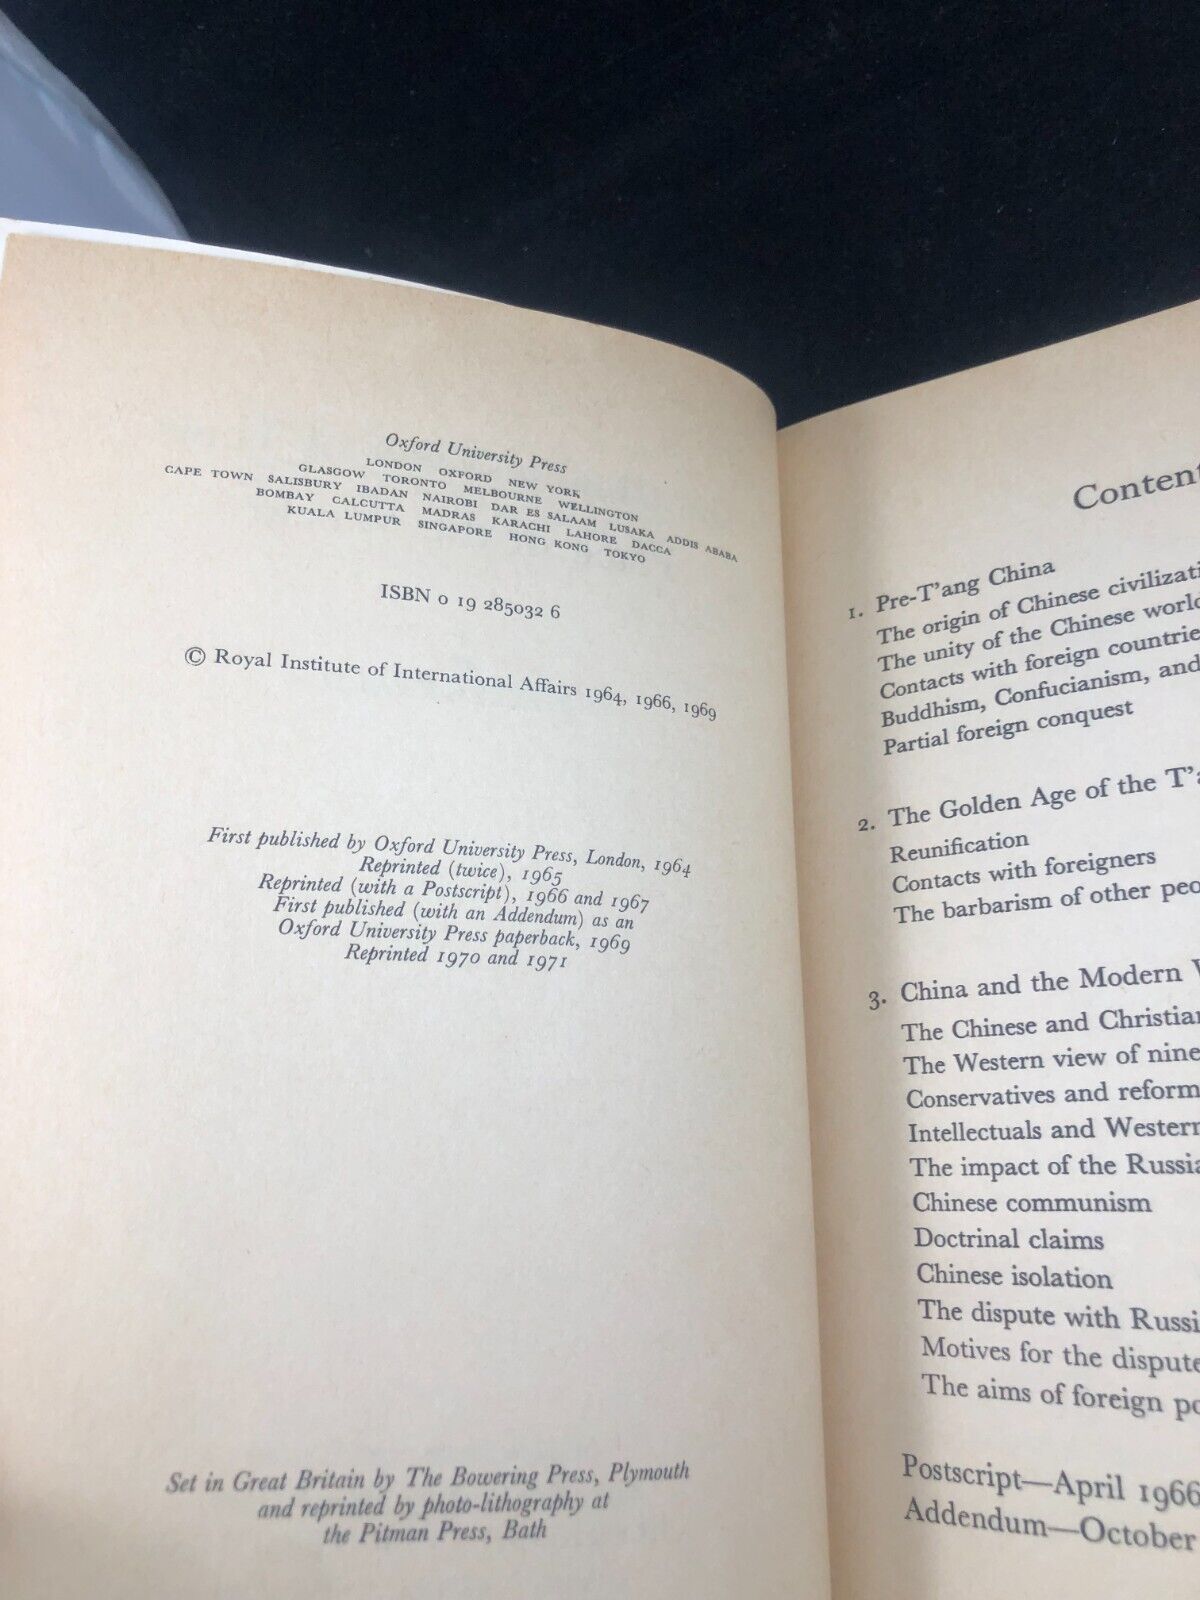 Oxford University Press
LONDON OXFORD NEW YORK
GLASGOW TORONTO MELBOURNE WELLINGTON
CAPE TOWN SALISBURY IBADAN NAIROBI DAR ES SALAAM LUSAKA ADDIS ABABA
BOMBAY CALCUTTA MADRAS KARACHI LAHORE DACCA
KUALA LUMPUR SINGAPORE HONG KONG TOKYO
ISBN 0 19 285032 6
© Royal Institute of International Affairs 1964, 1966, 1969
First published by Oxford University Press, London, 1964
Reprinted (twice), 1965
Reprinted (with a Postscript), 1966 and 1967
First published (with an Addendum) as an
Oxford University Press paperback, 1969
Reprinted 1970 and 1971
Set in Great Britain by The Bowering Press, Plymouth
and reprinted by photo-lithography at
the Pitman Press, Bath
Content
1. Pre-T'ang China
The origin of Chinese civilizati
The unity of the Chinese world
Contacts with foreign countrie
Buddhism, Confucianism, and
Partial foreign conquest
2. The Golden Age of the T'a
Reunification
Contacts with foreigners
The barbarism of other peo
3. China and the Modern W
The Chinese and Christian
The Western view of nine
Conservatives and reform
Intellectuals and Western
The impact of the Russia
Chinese communism
Doctrinal claims
Chinese isolation
The dispute with Russi
Motives for the dispute
The aims of foreign po
Postscript—April 1966
Addendum—October